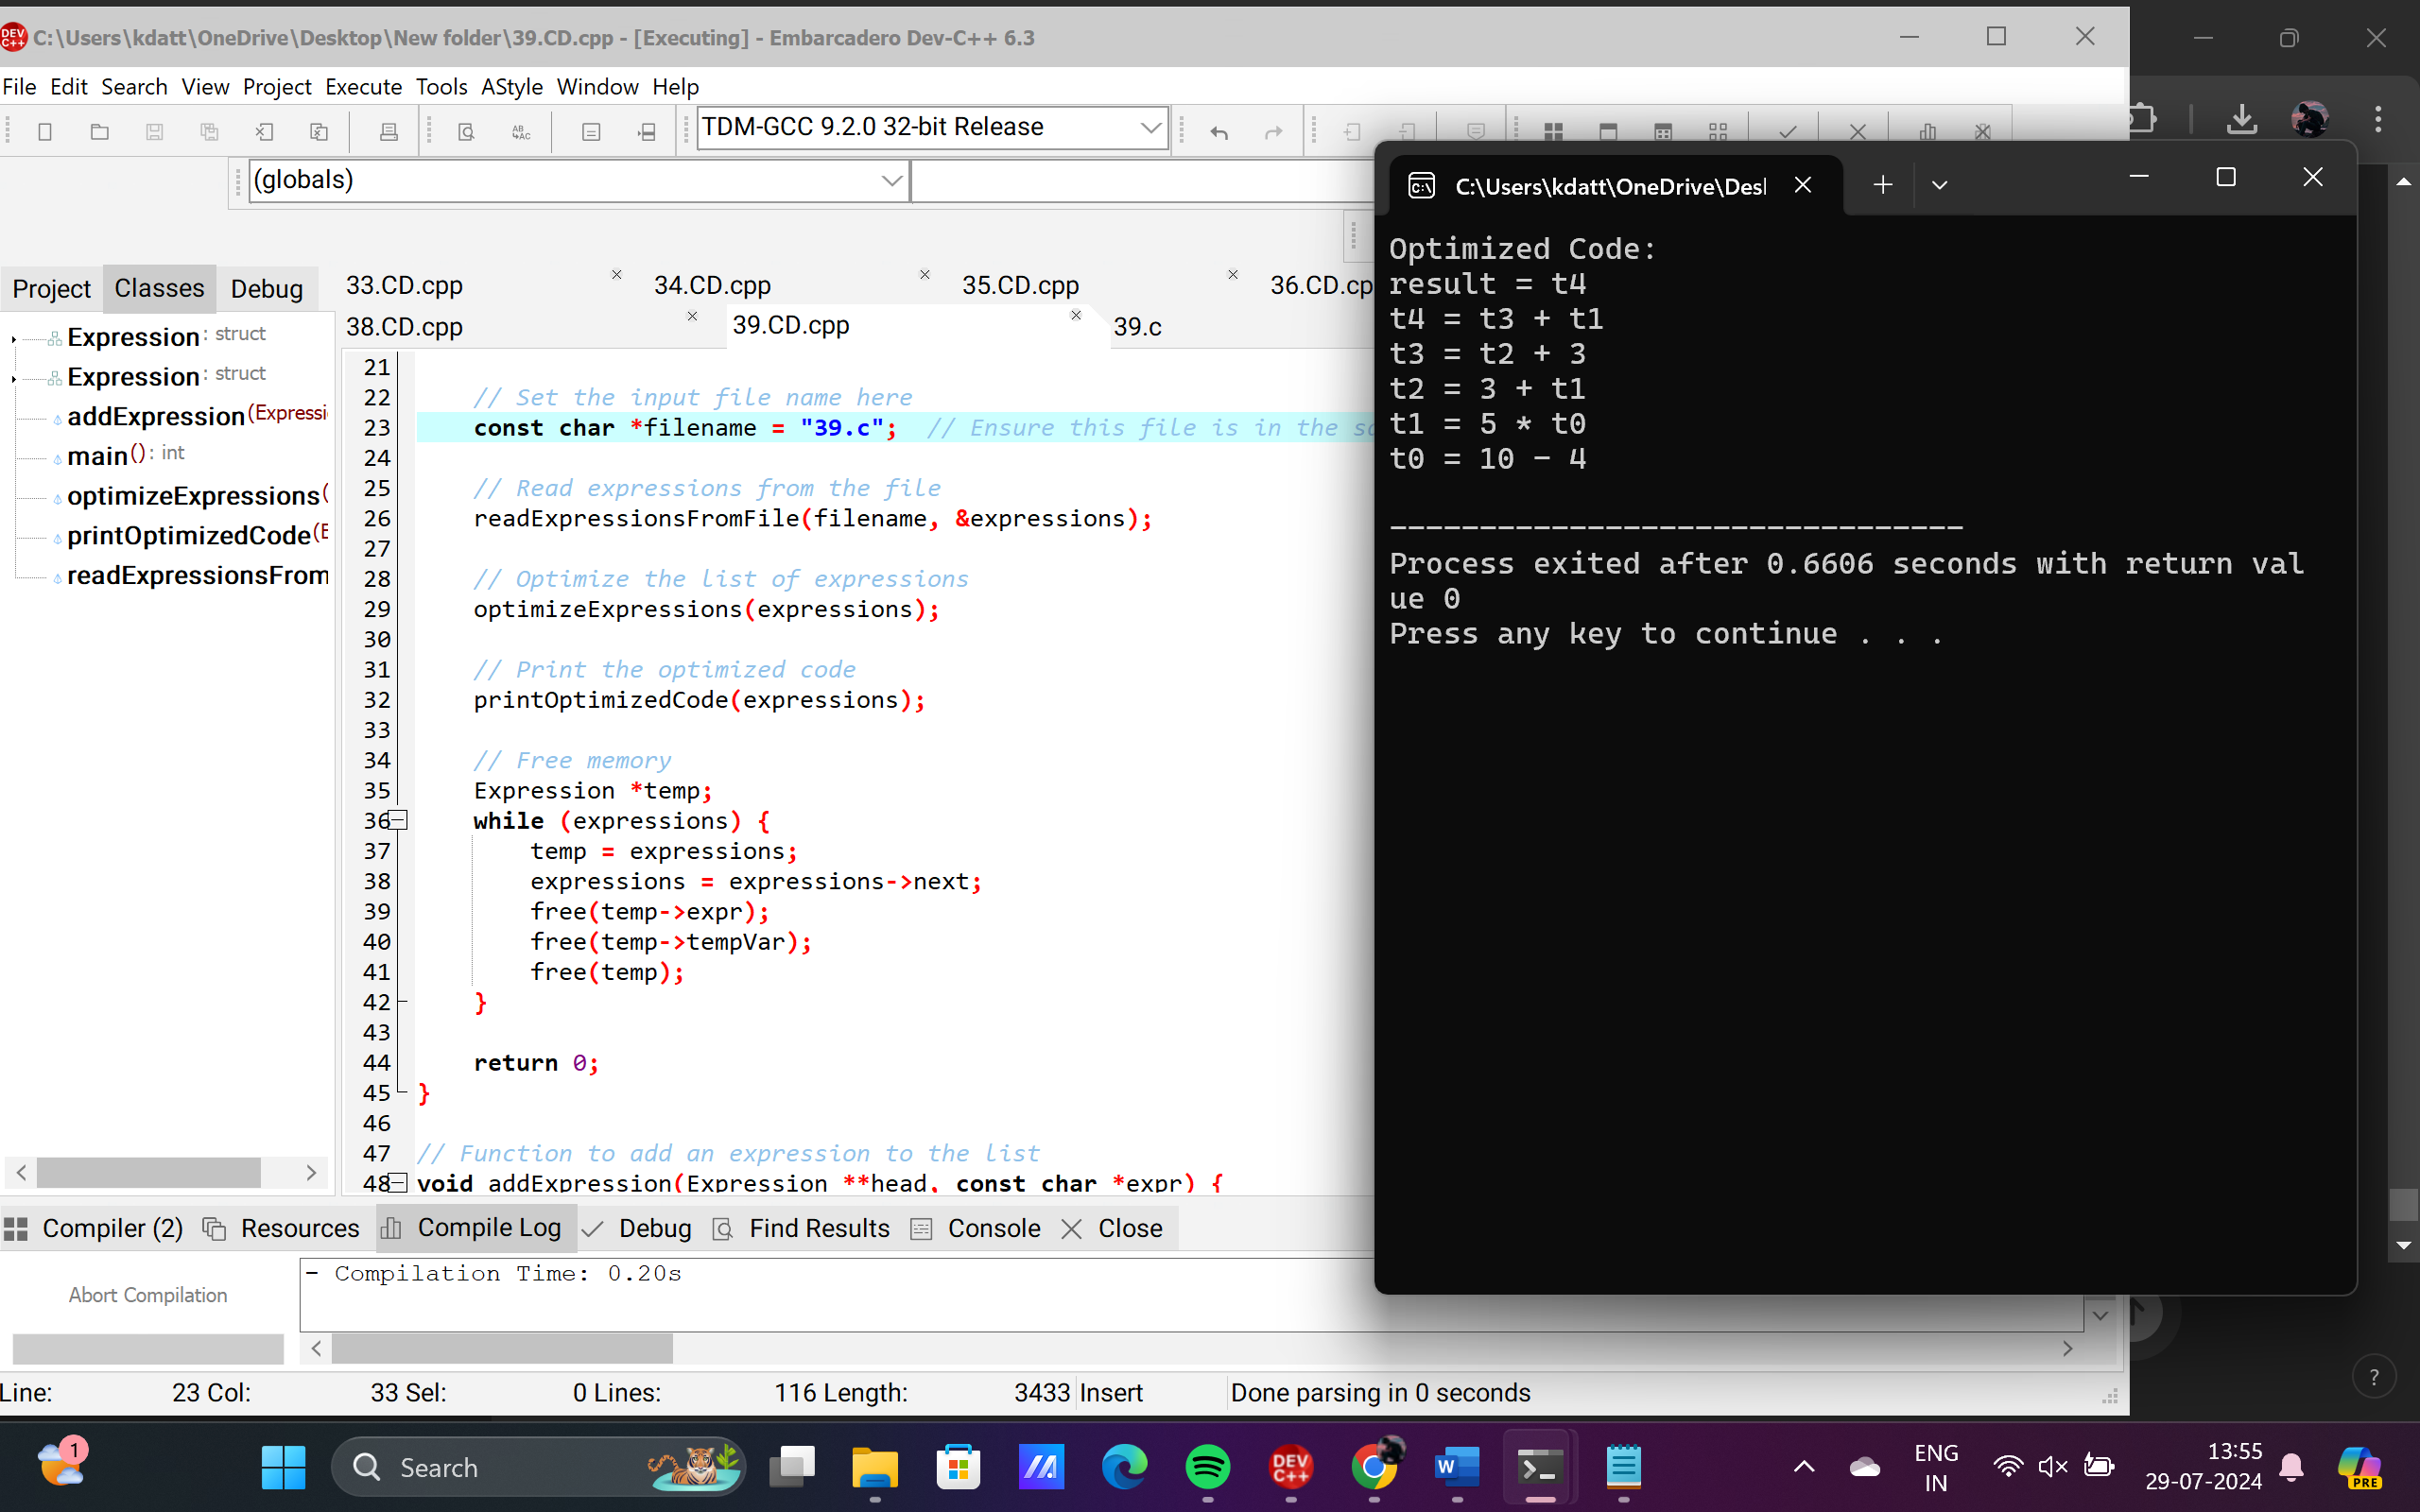 C:\Users\kdatt\OneDrive\Desktop\New folder\39.CD.cpp - [Executing] - Embarcadero Dev-C++ 6.3
File Edit Search View Project Execute Tools AStyle Window Help
TDM-GCC 9.2.0 32-bit Release
(globals)
Project Classes Debug
Expression : struct
Expression : struct
addExpression (Expressi
main () : int
optimizeExpressions (
printOptimizedCode (E
readExpressionsFrom
33.CD.cpp 34.CD.cpp 35.CD.cpp 36.CD.cp
38.CD.cpp 39.CD.cpp 39.c
21
22 // Set the input file name here
23 const char *filename = "39.c"; // Ensure this file is in the
24
25 // Read expressions from the file
26 readExpressionsFromFile(filename, &expressions);
27
28 // Optimize the list of expressions
29 optimizeExpressions(expressions);
30
31 // Print the optimized code
32 printOptimizedCode(expressions);
33
34 // Free memory
35 Expression *temp;
36 while (expressions) {
37 temp = expressions;
38 expressions = expressions->next;
39 free(temp->expr);
40 free(temp->tempVar);
41 free(temp);
42 }
43
44 return 0;
45 }
46
47 // Function to add an expression to the list
48 void addExpression(Expression **head, const char *expr) {
C:\Users\kdatt\OneDrive\Des
Optimized Code:
result = t4
t4 = t3 + t1
t3 = t2 + 3
t2 = 3 + t1
t1 = 5 * t0
t0 = 10 - 4
--------------------------------
Process exited after 0.6606 seconds with return val
ue 0
Press any key to continue . . .
Compiler (2) Resources Compile Log Debug Find Results Console Close
Abort Compilation
- Compilation Time: 0.20s
Line: 23 Col: 33 Sel: 0 Lines: 116 Length: 3433 Insert Done parsing in 0 seconds
1
Search
DEV
C++
W
ENG
IN
13:55
29-07-2024
PRE